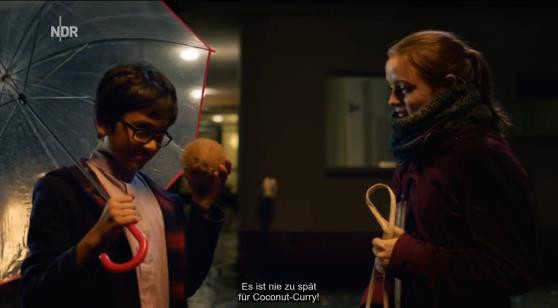 NDR
Es ist nie zu spät
für Coconut-Curry!